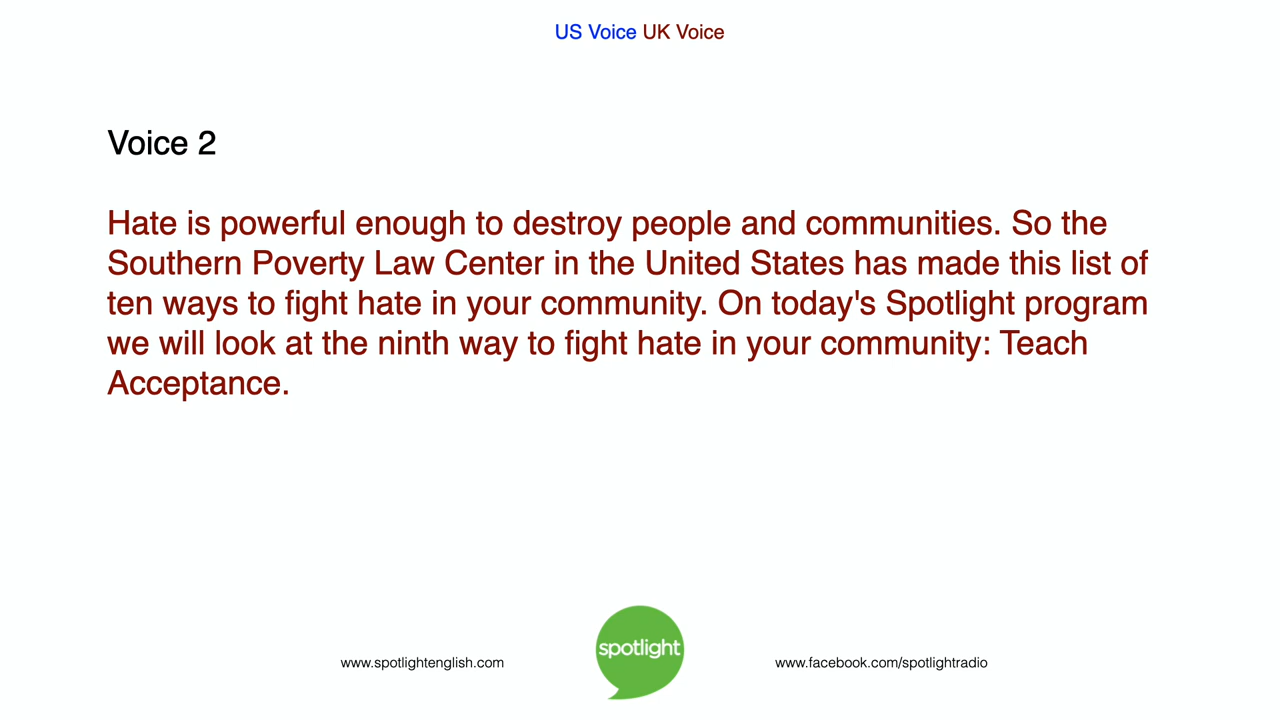 US Voice UK Voice
Voice 2
Hate is powerful enough to destroy people and communities. So the
Southern Poverty Law Center in the United States has made this list of
ten ways to fight hate in your community. On today's Spotlight program
we will look at the ninth way to fight hate in your community: Teach
Acceptance.
www.spotlightenglish.com
spotlight
www.facebook.com/spotlightradio